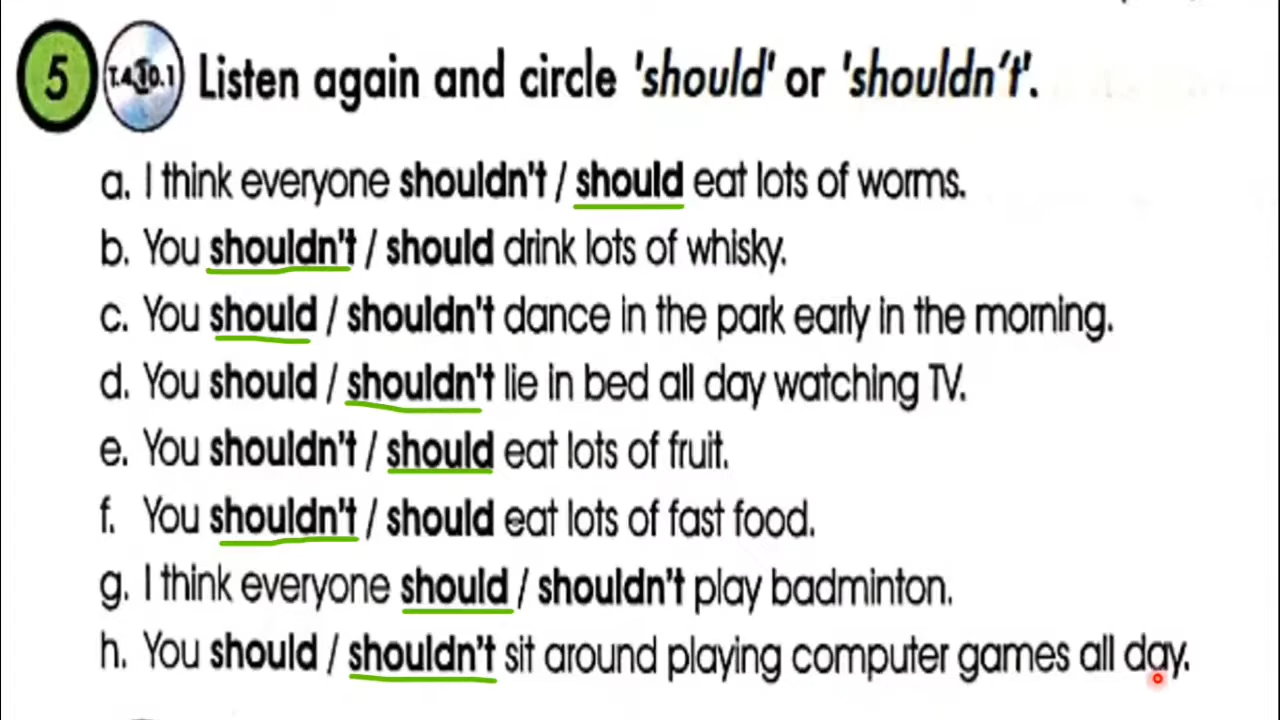 5 T.4.10.1 Listen again and circle 'should' or 'shouldn't'.
a. I think everyone shouldn't / should eat lots of worms.
b. You shouldn't / should drink lots of whisky.
c. You should / shouldn't dance in the park early in the morning.
d. You should / shouldn't lie in bed all day watching TV.
e. You shouldn't / should eat lots of fruit.
f. You shouldn't / should eat lots of fast food.
g. I think everyone should / shouldn't play badminton.
h. You should / shouldn't sit around playing computer games all day.